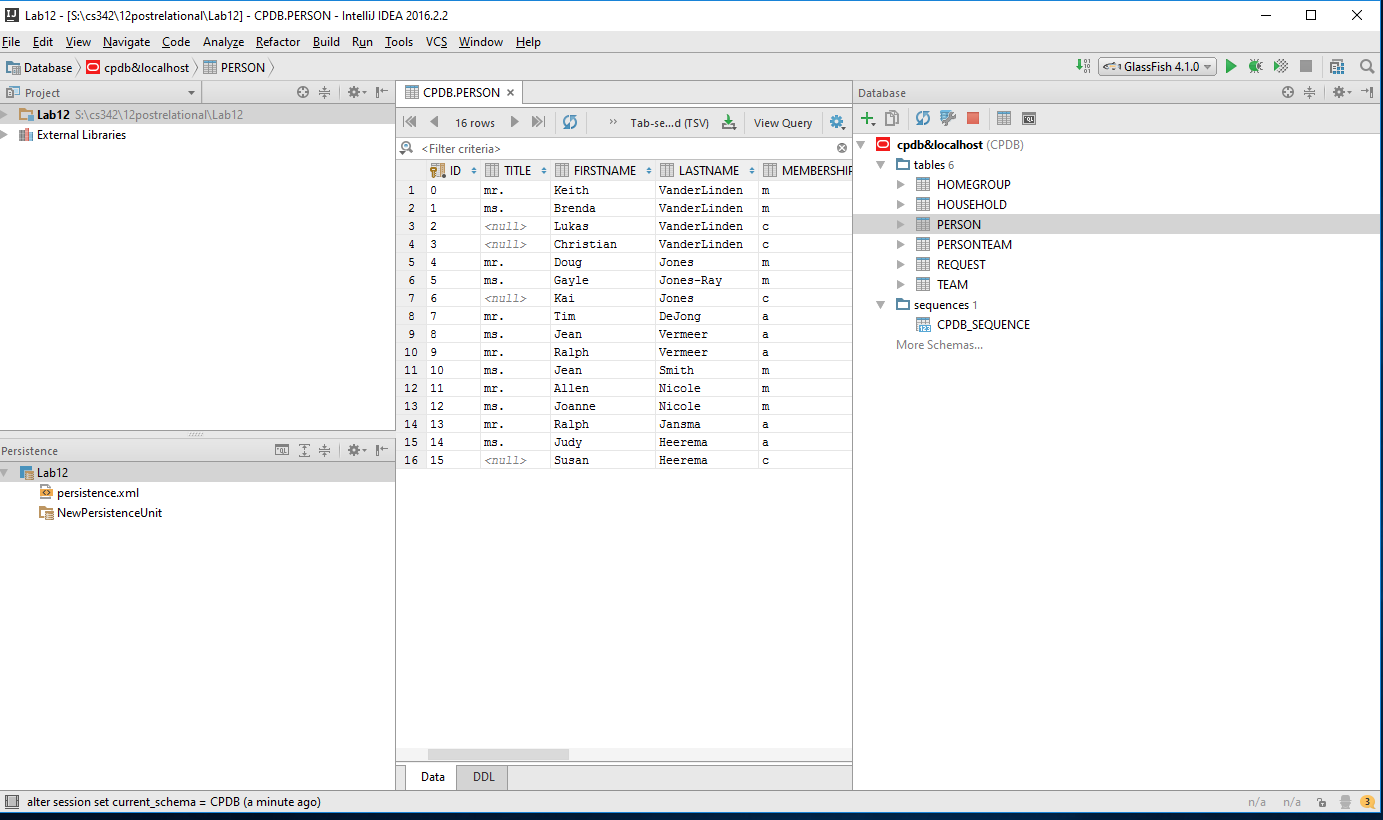 Lab12 - [S:\cs342\12postrelational\Lab12] - CPDB.PERSON - IntelliJ IDEA 2016.2.2
File Edit View Navigate Code Analyze Refactor Build Run Tools VCS Window Help
Database cpdb&localhost PERSON GlassFish 4.1.0
Project
Lab12 S:\cs342\12postrelational\Lab12
External Libraries
Persistence
Lab12
persistence.xml
NewPersistenceUnit
CPDB.PERSON
16 rows Tab-se...d (TSV) View Query
<Filter criteria>
ID TITLE FIRSTNAME LASTNAME MEMBERSHIP
1 0 mr. Keith VanderLinden m
2 1 ms. Brenda VanderLinden m
3 2 <null> Lukas VanderLinden c
4 3 <null> Christian VanderLinden c
5 4 mr. Doug Jones m
6 5 ms. Gayle Jones-Ray m
7 6 <null> Kai Jones c
8 7 mr. Tim DeJong a
9 8 ms. Jean Vermeer a
10 9 mr. Ralph Vermeer a
11 10 ms. Jean Smith m
12 11 mr. Allen Nicole m
13 12 ms. Joanne Nicole m
14 13 mr. Ralph Jansma a
15 14 ms. Judy Heerema a
16 15 <null> Susan Heerema c
Data DDL
Database
cpdb&localhost (CPDB)
tables 6
HOMEGROUP
HOUSEHOLD
PERSON
PERSONTEAM
REQUEST
TEAM
sequences 1
CPDB_SEQUENCE
More Schemas...
alter session set current_schema = CPDB (a minute ago) n/a n/a 3